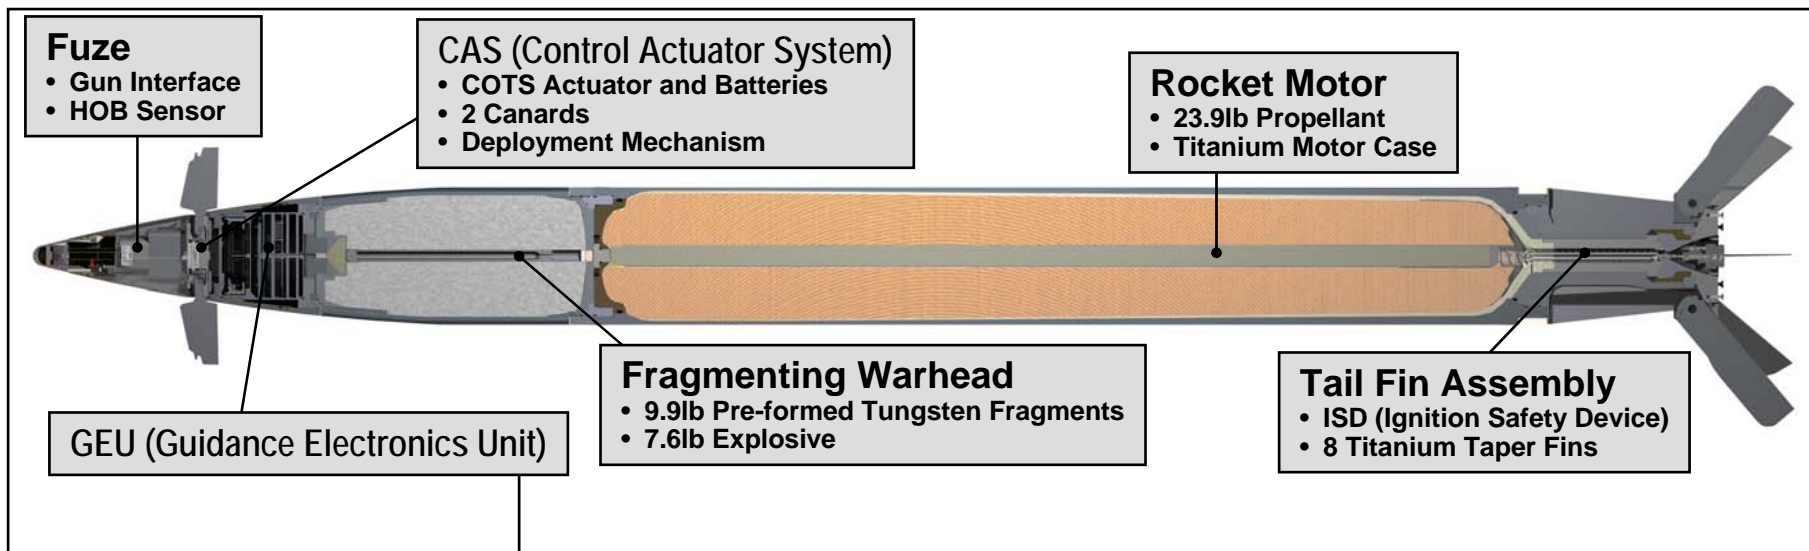 Fuze
• Gun Interface
• HOB Sensor
CAS (Control Actuator System)
• COTS Actuator and Batteries
• 2 Canards
• Deployment Mechanism
Rocket Motor
• 23.9lb Propellant
• Titanium Motor Case
GEU (Guidance Electronics Unit)
Fragmenting Warhead
• 9.9lb Pre-formed Tungsten Fragments
• 7.6lb Explosive
Tail Fin Assembly
• ISD (Ignition Safety Device)
• 8 Titanium Taper Fins